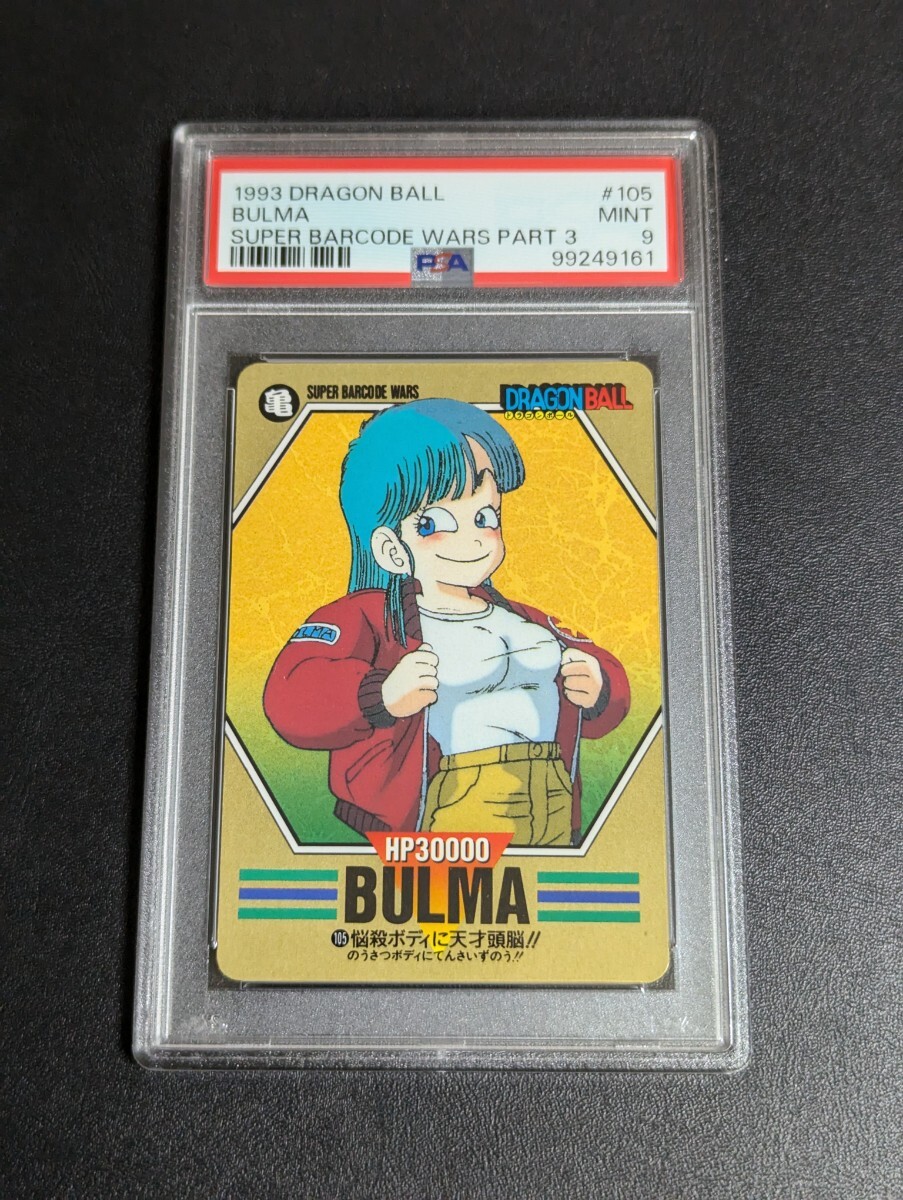 1993 DRAGON BALL #105
BULMA MINT
SUPER BARCODE WARS PART 3 9
PSA 99249161
亀 SUPER BARCODE WARS
DRAGONBALL
ドラゴンボール
HP30000
BULMA
105 悩殺ボディに天才頭脳!!
のうさつボディにてんさいずのう!!